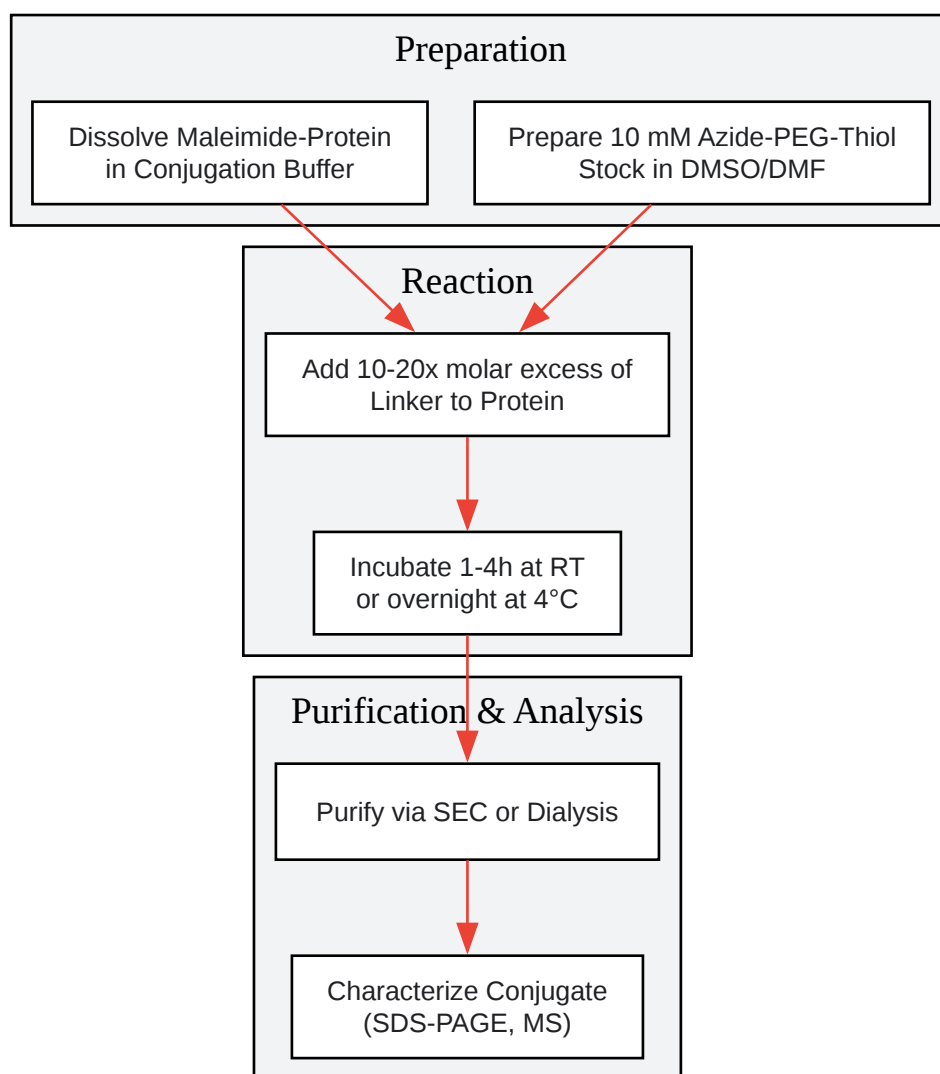 Preparation
Dissolve Maleimide-Protein
in Conjugation Buffer
Prepare 10 mM Azide-PEG-Thiol
Stock in DMSO/DMF
Reaction
Add 10-20x molar excess of
Linker to Protein
Incubate 1-4h at RT
or overnight at 4°C
Purification & Analysis
Purify via SEC or Dialysis
Characterize Conjugate
(SDS-PAGE, MS)